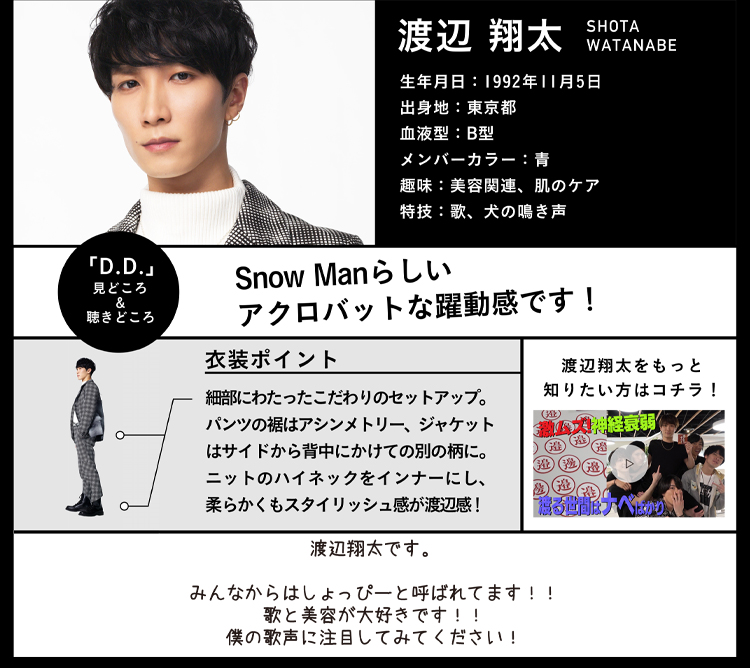 渡辺 翔太
SHOTA
WATANABE
生年月日：1992年11月5日
出身地：東京都
血液型：B型
メンバーカラー：青
趣味：美容関連、肌のケア
特技：歌、犬の鳴き声
「D.D.」
見どころ
&
聴きどころ
Snow Manらしい
アクロバットな躍動感です！
衣装ポイント
細部にわたったこだわりのセットアップ。
パンツの裾はアシンメトリー、ジャケット
はサイドから背中にかけての別の柄に。
ニットのハイネックをインナーにし、
柔らかくもスタイリッシュ感が渡辺感！
渡辺翔太をもっと
知りたい方はコチラ！
激ムズ!神経衰弱
渡る世間はナベばかり
渡辺翔太です。
みんなからはしょっぴーと呼ばれてます！！
歌と美容が大好きです！！
僕の歌声に注目してみてください！